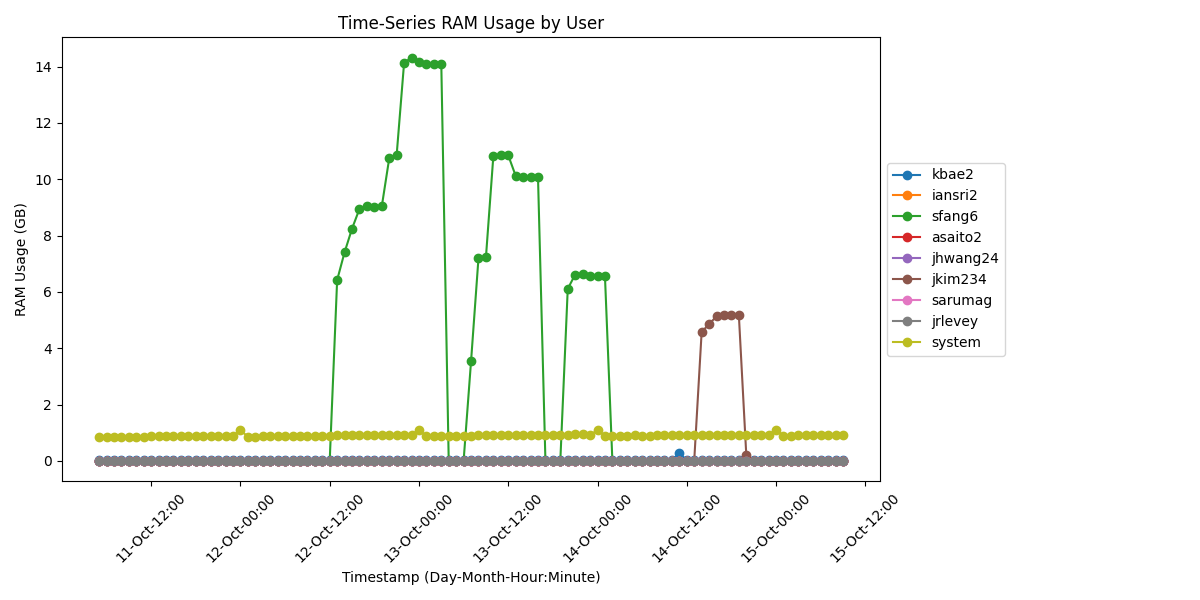 Time-Series RAM Usage by User
RAM Usage (GB)
14
12
10
8
6
4
2
0
11-Oct-12:00
12-Oct-00:00
12-Oct-12:00
13-Oct-00:00
13-Oct-12:00
14-Oct-00:00
14-Oct-12:00
15-Oct-00:00
15-Oct-12:00
Timestamp (Day-Month-Hour:Minute)
kbae2
iansri2
sfang6
asaito2
jhwang24
jkim234
sarumag
jrlevey
system